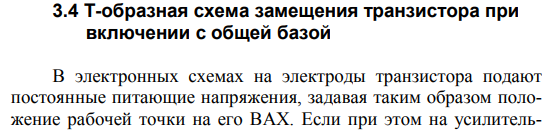 3.4 Т-образная схема замещения транзистора при
включении с общей базой
В электронных схемах на электроды транзистора подают
постоянные питающие напряжения, задавая таким образом поло-
жение рабочей точки на его ВАХ. Если при этом на усилитель-